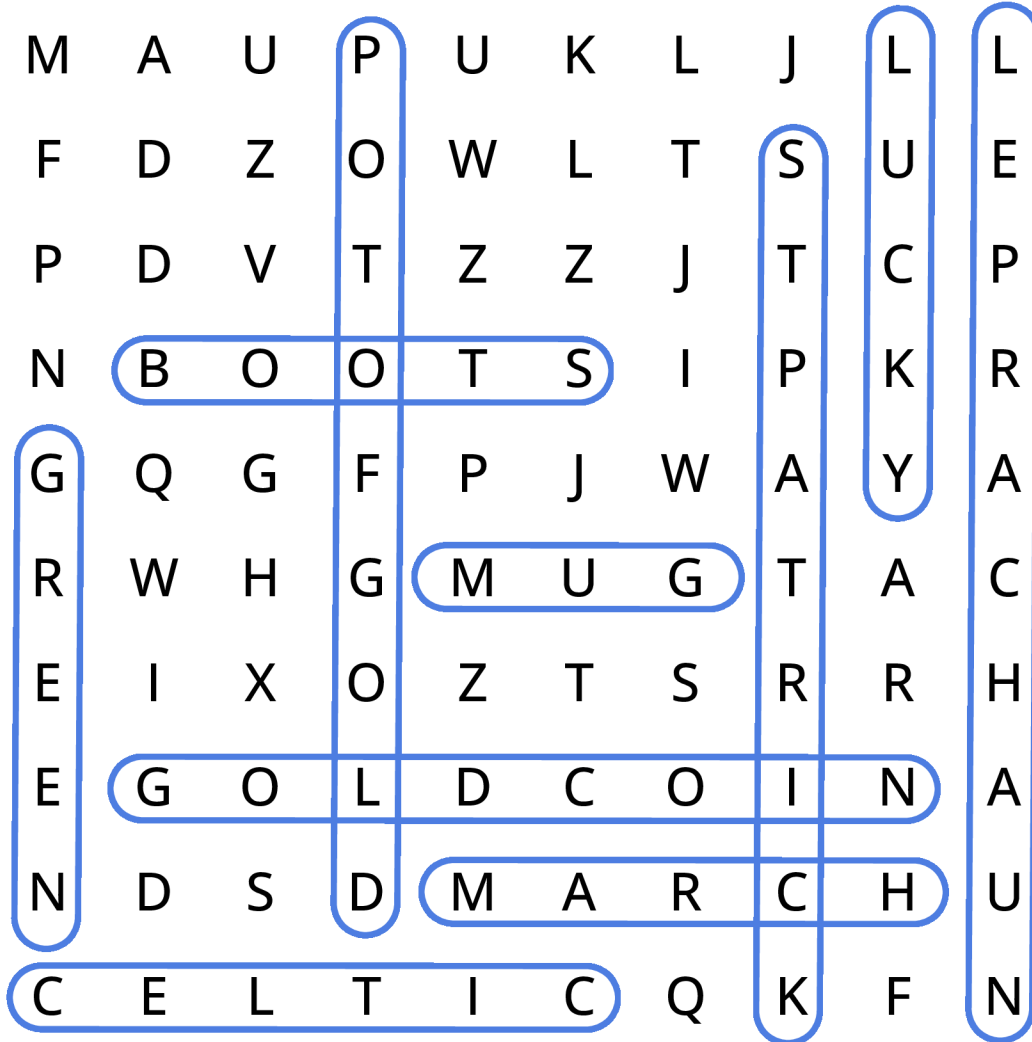 M A U P U K L J L L
F D Z O W L T S U E
P D V T Z Z J T C P
N B O O T S I P K R
G Q G F P J W A Y A
R W H G M U G T A C
E I X O Z T S R R H
E G O L D C O I N A
N D S D M A R C H U
C E L T I C Q K F N